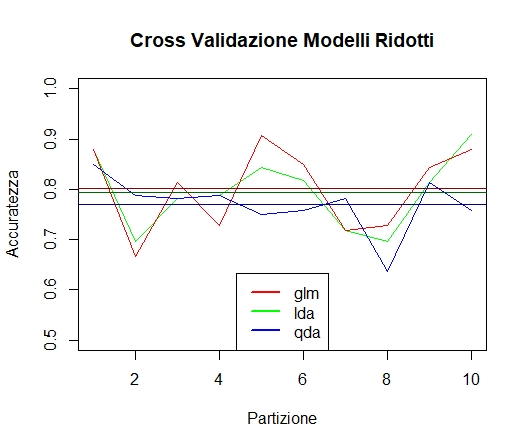 Cross Validazione Modelli Ridotti
Accuratezza
1.0
0.9
0.8
0.7
0.6
0.5
glm
lda
qda
2 4 6 8 10
Partizione